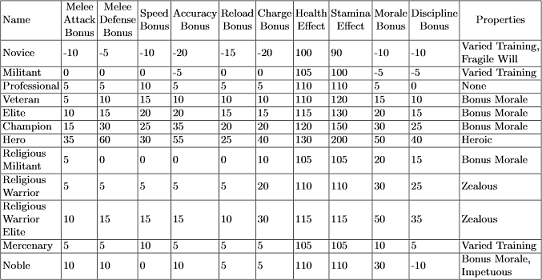 Name Melee Attack Bonus Melee Defense Bonus Speed Bonus Accuracy Bonus Reload Bonus Charge Bonus Health Effect Stamina Effect Morale Bonus Discipline Bonus Properties
Novice -10 -5 -10 -20 -15 -20 100 90 -10 -10 Varied Training, Fragile Will
Militant 0 0 0 -5 0 0 105 100 -5 -5 Varied Training
Professional 5 5 10 5 5 5 110 110 5 0 None
Veteran 5 10 15 10 10 10 110 120 15 10 Bonus Morale
Elite 10 15 20 20 15 15 115 130 20 15 Bonus Morale
Champion 15 30 25 35 20 20 120 150 30 25 Bonus Morale
Hero 35 60 30 55 25 40 130 200 50 40 Heroic
Religious Militant 5 0 0 0 0 10 105 105 20 15 Bonus Morale
Religious Warrior 5 5 5 5 5 20 110 110 30 25 Zealous
Religious Warrior Elite 10 15 15 15 10 30 115 115 50 35 Zealous
Mercenary 5 5 10 5 5 5 105 105 10 5 Varied Training
Noble 10 10 0 10 5 5 110 110 30 -10 Bonus Morale, Impetuous